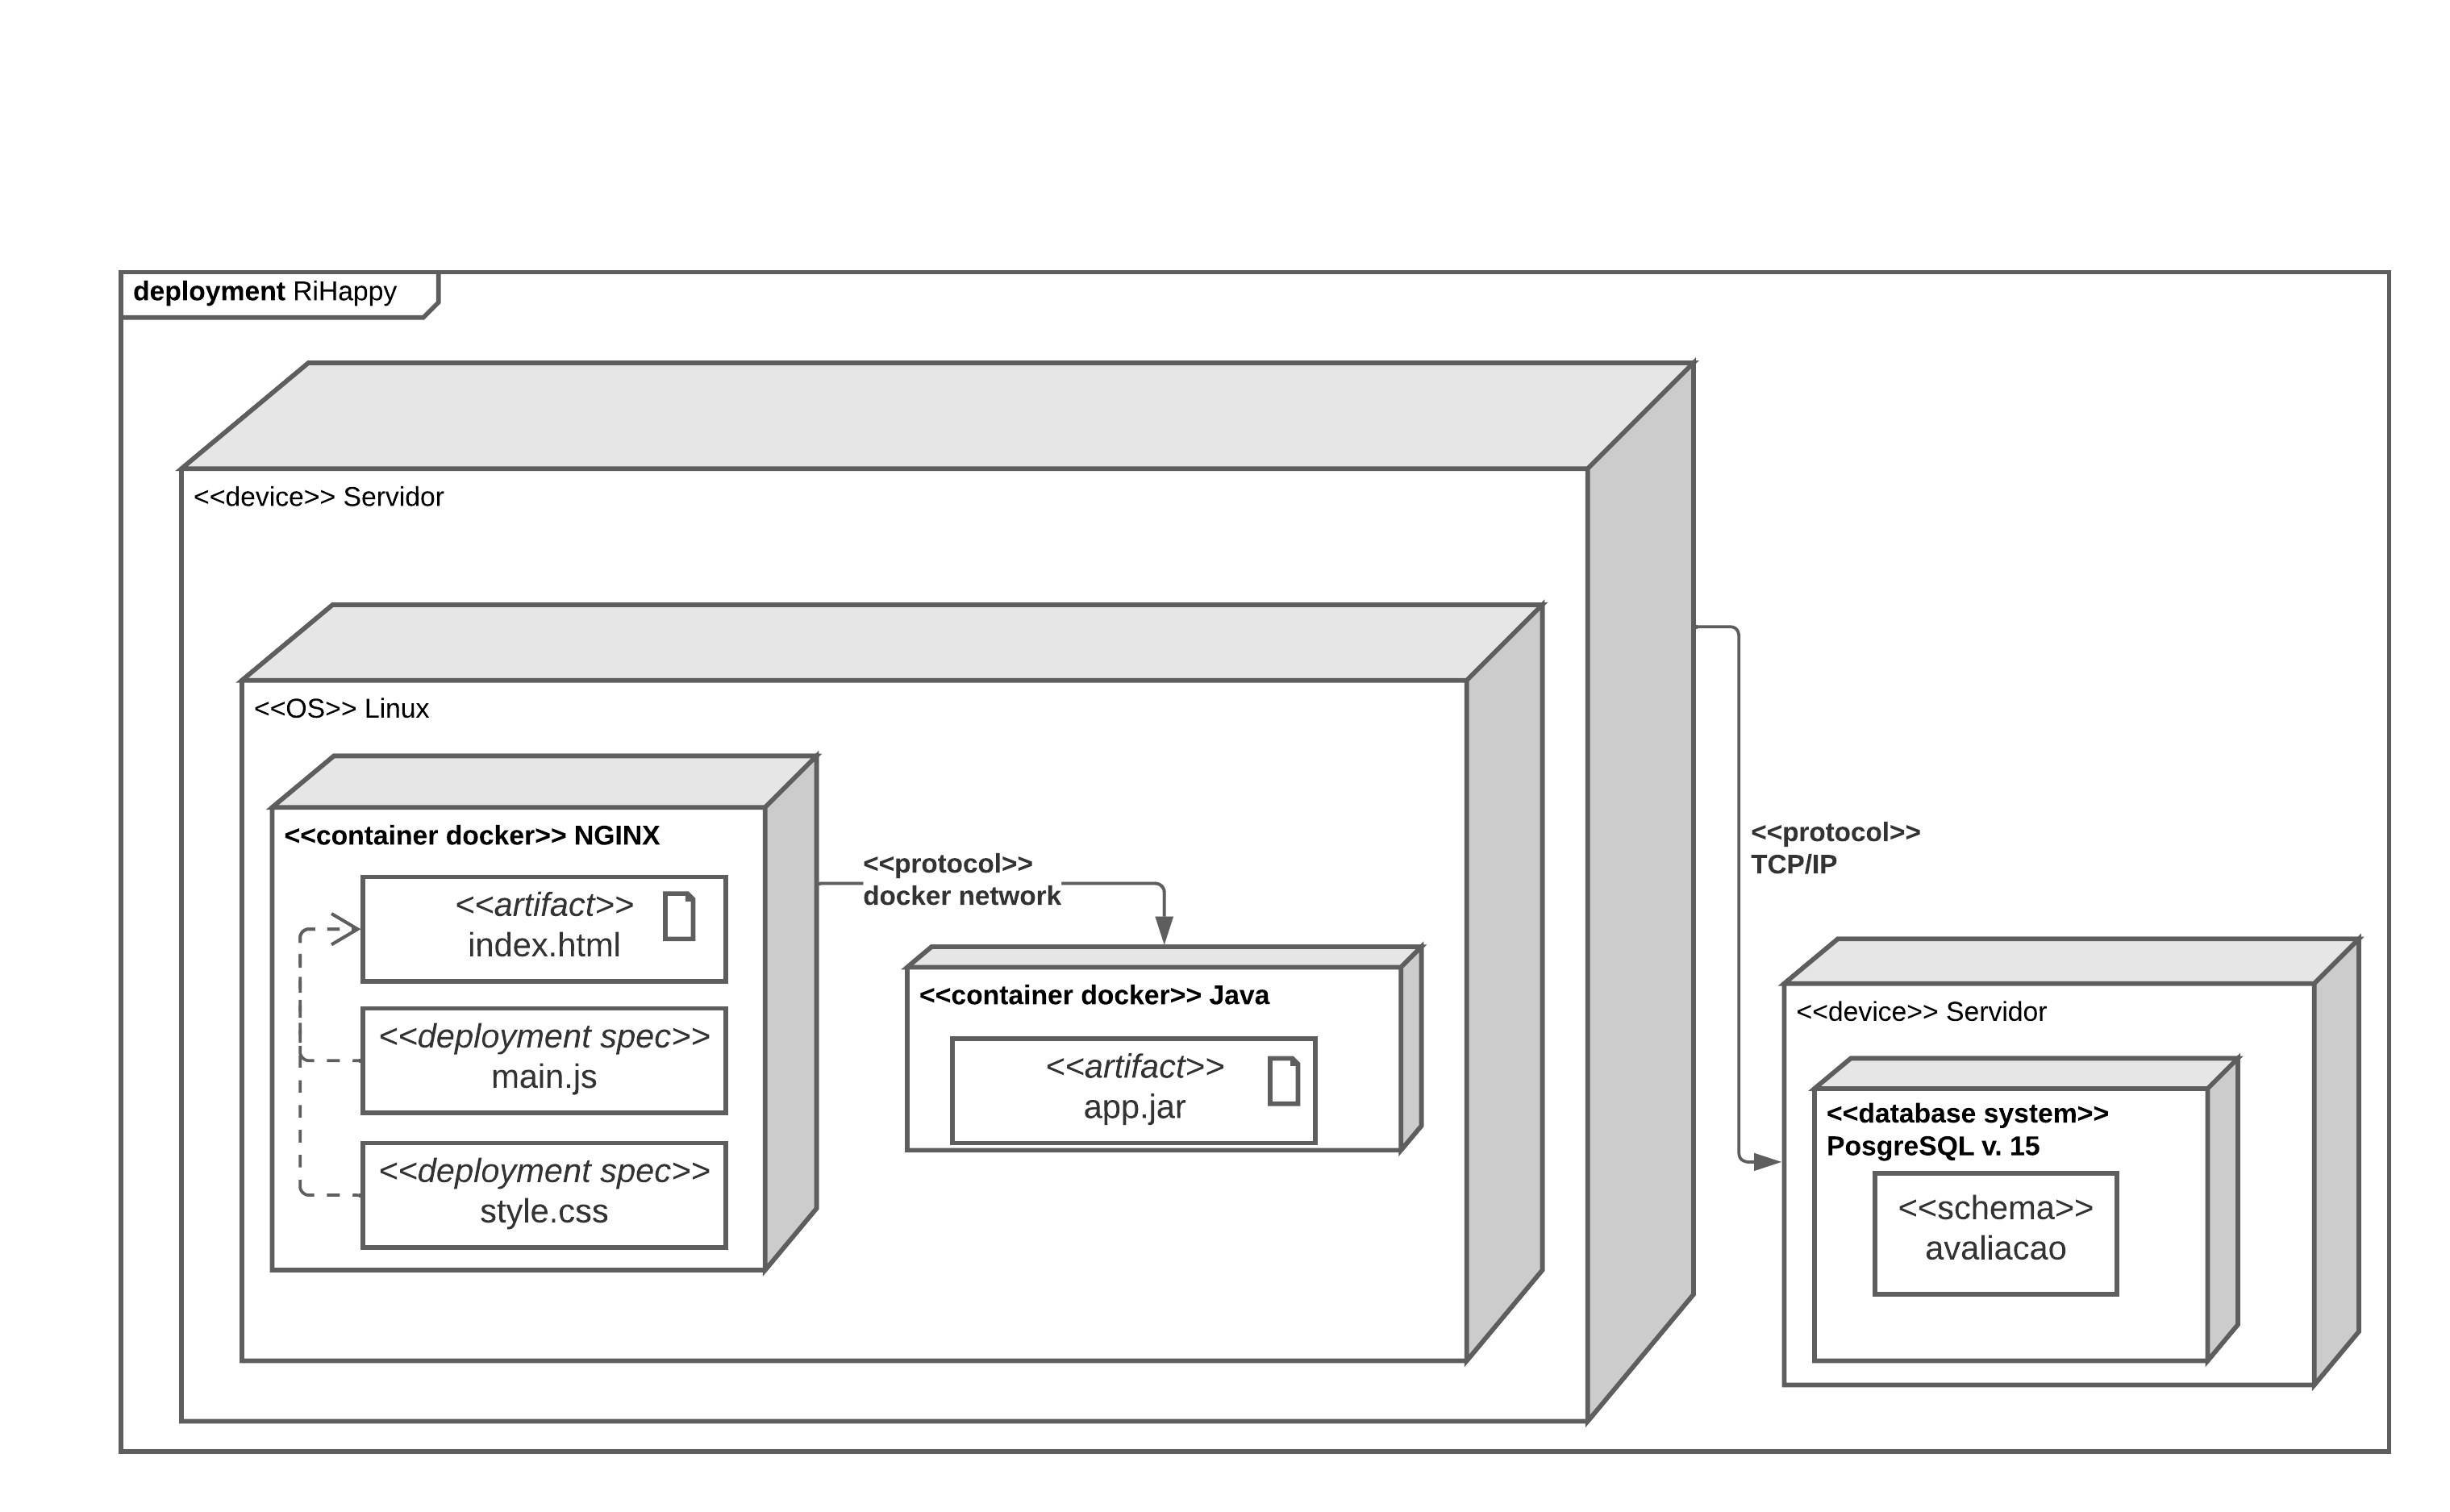 deployment RiHappy
<<device>> Servidor
<<OS>> Linux
<<container docker>> NGINX
<<artifact>>
index.html
<<deployment spec>>
main.js
<<deployment spec>>
style.css
<<protocol>>
docker network
<<container docker>> Java
<<artifact>>
app.jar
<<protocol>>
TCP/IP
<<device>> Servidor
<<database system>>
PosgreSQL v. 15
<<schema>>
avaliacao